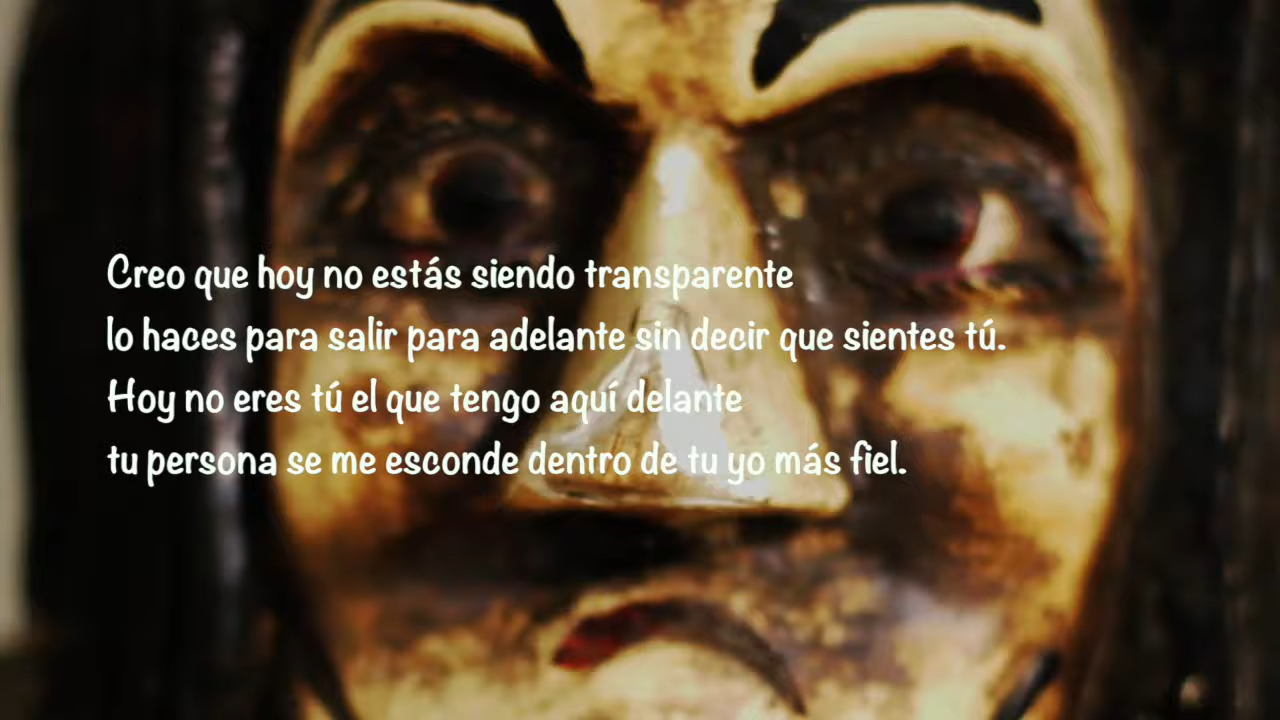 Creo que hoy no estás siendo transparente
lo haces para salir para adelante sin decir que sientes tú.
Hoy no eres tú el que tengo aquí delante
tu persona se me esconde dentro de tu yo más fiel.